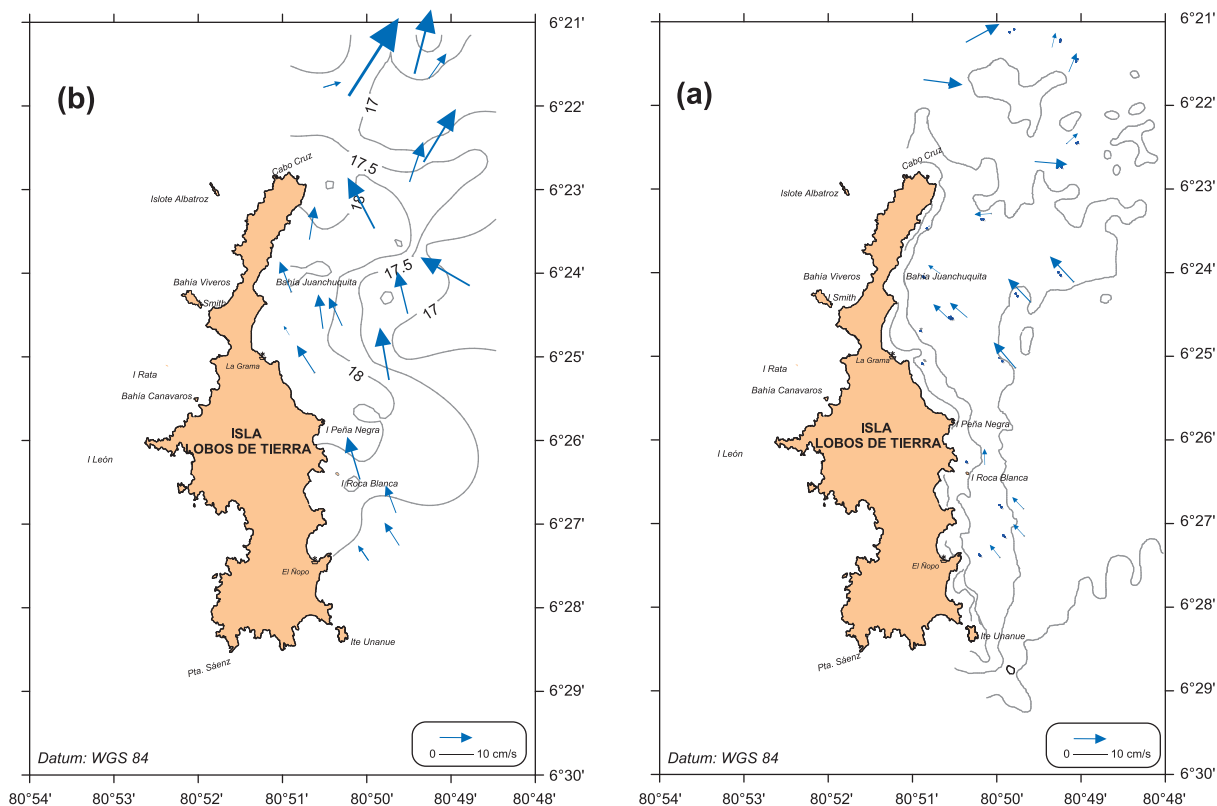 (b)
6°21'
6°22'
6°23'
6°24'
6°25'
6°26'
6°27'
6°28'
6°29'
6°30'
17
17.5
18
17.5
17
18
Cabo Cruz
Islote Albatroz
Bahía Viveros
I Smith
Bahía Juanchuquita
La Grama
I Rata
Bahía Canavaros
ISLA
LOBOS DE TIERRA
I Peña Negra
I León
I Roca Blanca
El Ñopo
Ite Unanue
Pta. Sáenz
Datum: WGS 84
0 10 cm/s
80°54' 80°53' 80°52' 80°51' 80°50' 80°49' 80°48'
(a)
6°21'
6°22'
6°23'
6°24'
6°25'
6°26'
6°27'
6°28'
6°29'
6°30'
Cabo Cruz
Islote Albatroz
Bahía Viveros
I Smith
Bahía Juanchuquita
La Grama
I Rata
Bahía Canavaros
ISLA
LOBOS DE TIERRA
I Peña Negra
I León
I Roca Blanca
El Ñopo
Ite Unanue
Pta. Sáenz
Datum: WGS 84
0 10 cm/s
80°54' 80°53' 80°52' 80°51' 80°50' 80°49' 80°48'